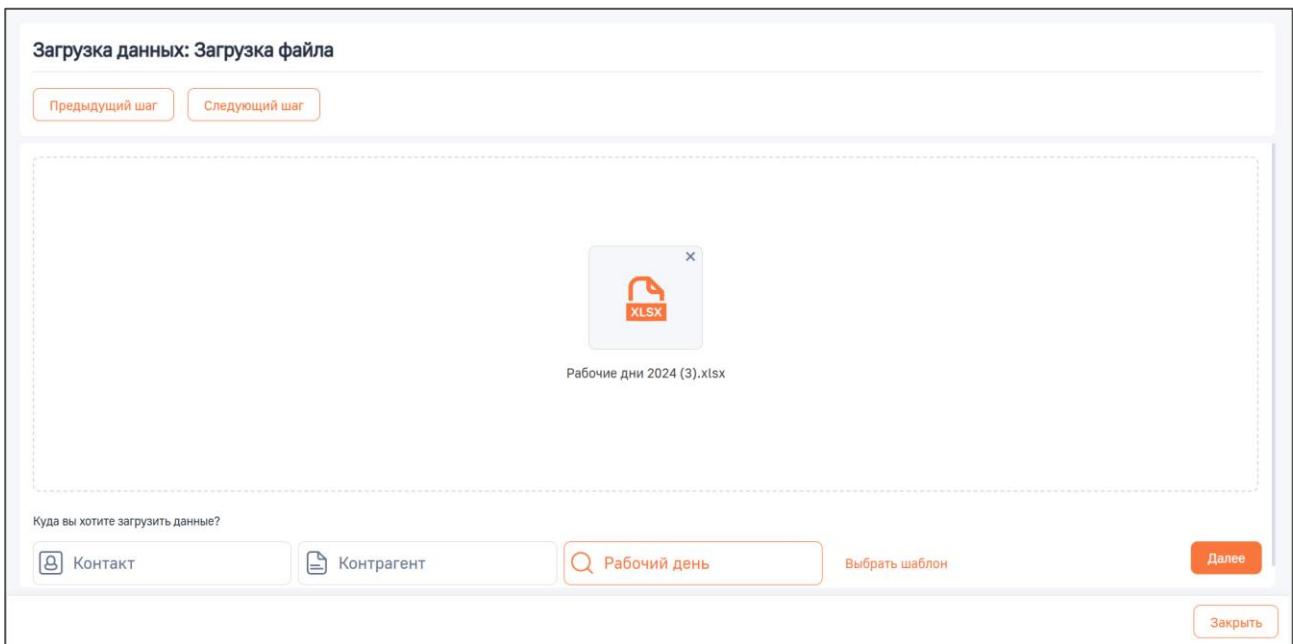 Загрузка данных: Загрузка файла
Предыдущий шаг Следующий шаг
XLSX
Рабочие дни 2024 (3).xlsx
Куда вы хотите загрузить данные?
Контакт Контрагент Рабочий день Выбрать шаблон Далее
Закрыть